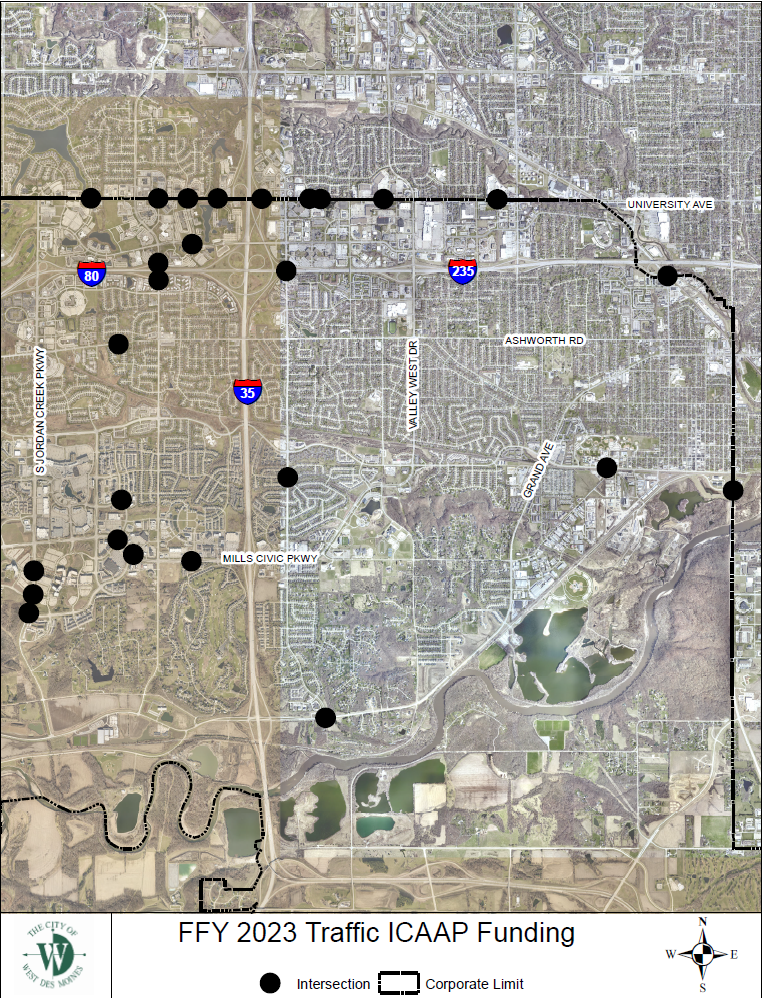 UNIVERSITY AVE
80
235
ASHWORTH RD
S JORDAN CREEK PKWY
VALLEY WEST DR
35
GRAND AVE
MILLS CIVIC PKWY
THE CITY OF
W
WEST DES MOINES
FFY 2023 Traffic ICAAP Funding
Intersection
Corporate Limit
N
W
E
S